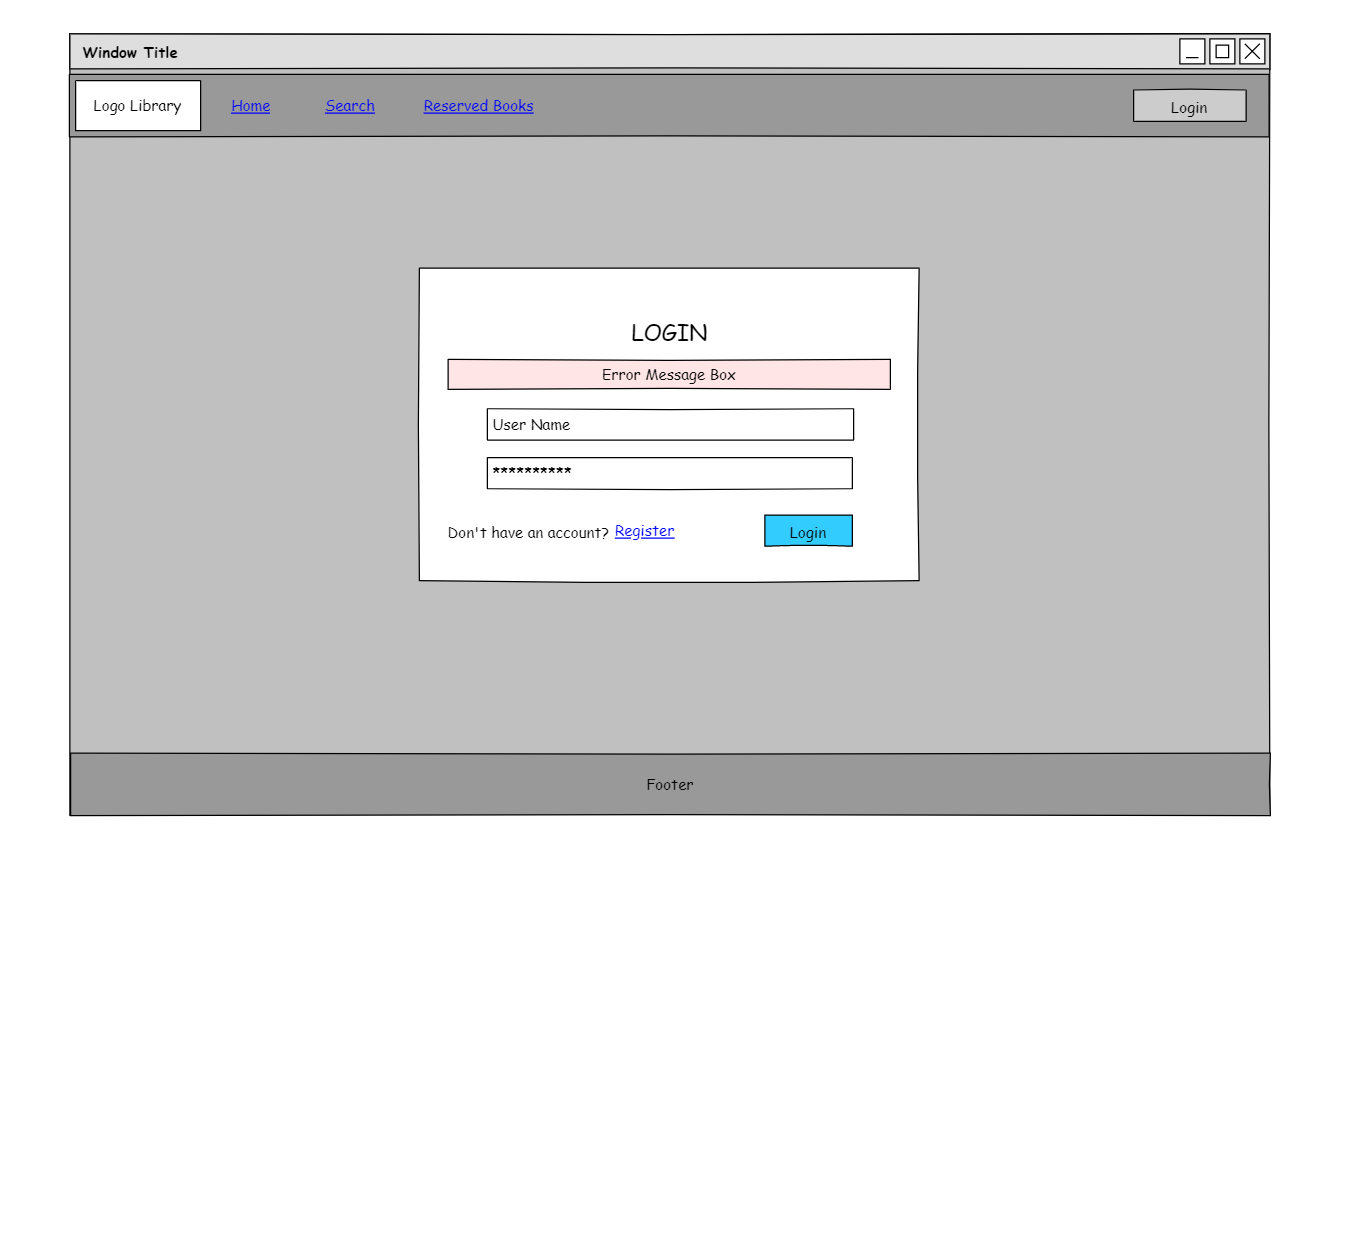 Window Title
Logo Library
Home
Search
Reserved Books
Login
LOGIN
Error Message Box
User Name
**********
Don't have an account? Register
Login
Footer